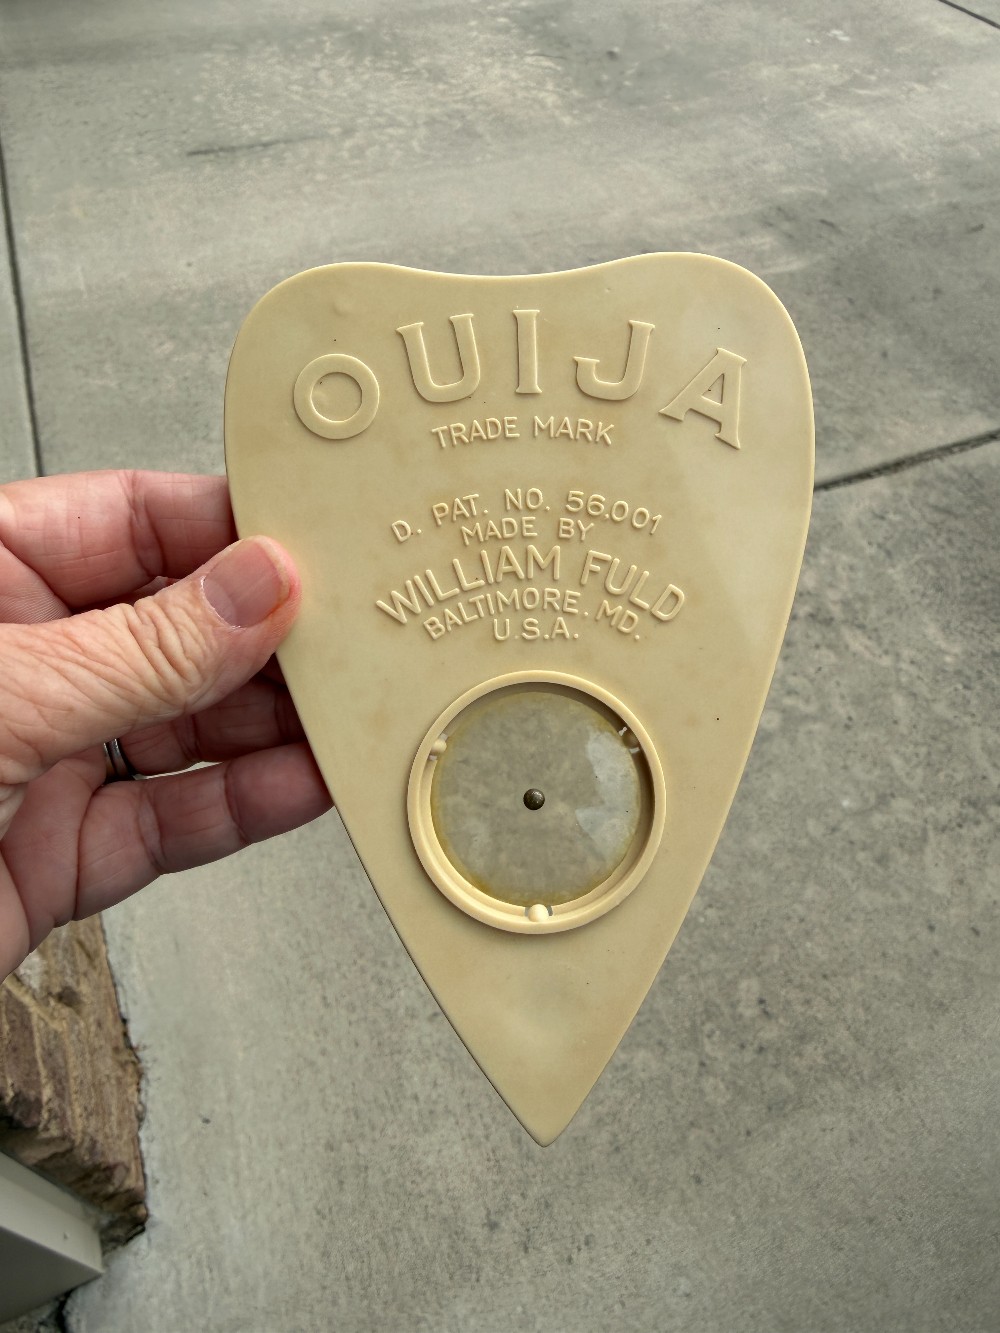 OUIJA
TRADE MARK
D. PAT. NO. 56.001
MADE BY
WILLIAM FULD
BALTIMORE. MD.
U.S.A.